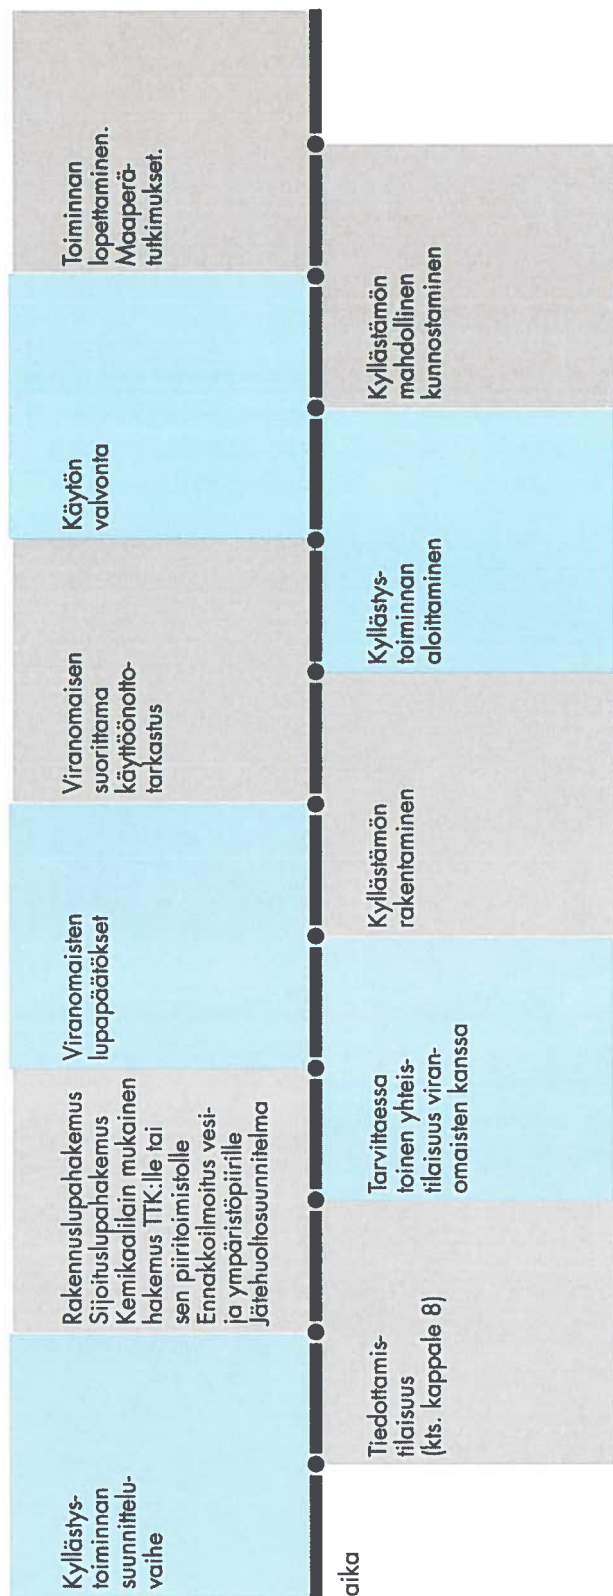 Kyllästys-
toiminnan
suunnittelu-
vaihe
Rakennuslupahakemus
Sijoituslupahakemus
Kemikaalilain mukainen
hakemus TTK:lle tai
sen piiritoimistolle
Ennakkoilmoitus vesi-
ja ympäristöpiirille
Jätehuoltosuunnitelma
Viranomaisten
lupapäätökset
Viranomaisen
suorittama
käyttöönotto-
tarkastus
Käytön
valvonta
Toiminnan
lopettaminen.
Maaperä-
tutkimukset.
aika
Tiedottamis-
tilaisuus
(kts. kappale 8)
Tarvittaessa
toinen yhteis-
tilaisuus viran-
omaisten kanssa
Kyllästämön
rakentaminen
Kyllästys-
toiminnan
aloittaminen
Kyllästämön
mahdollinen
kunnostaminen